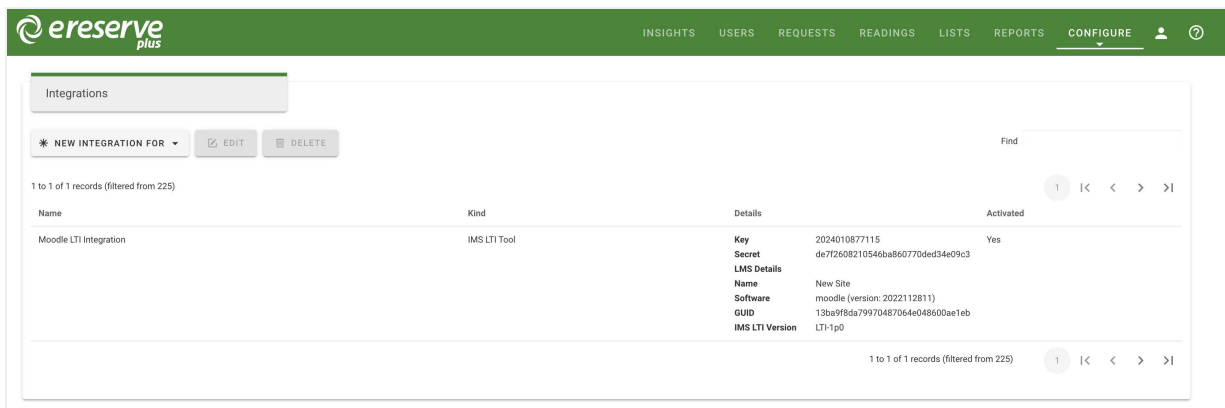 ereserve plus
INSIGHTS USERS REQUESTS READINGS LISTS REPORTS CONFIGURE
Integrations
NEW INTEGRATION FOR EDIT DELETE Find
1 to 1 of 1 records (filtered from 225) 1
Name Kind Details Activated
Moodle LTI Integration IMS LTI Tool Key 2024010877115 Yes
Secret de7f2608210546ba860770ded34e09c3
LMS Details
Name New Site
Software moodle (version: 2022112811)
GUID 13ba9f8da79970487064e048600ae1eb
IMS LTI Version LTI-1p0
1 to 1 of 1 records (filtered from 225) 1